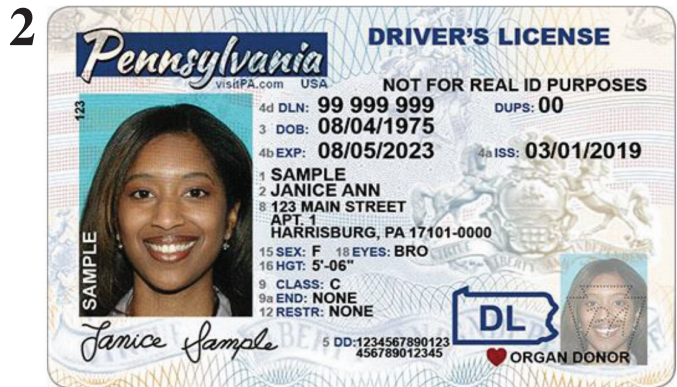 2
Pennsylvania
visitPA.com USA
DRIVER'S LICENSE
NOT FOR REAL ID PURPOSES
123
4d DLN: 99 999 999 DUPS: 00
3 DOB: 08/04/1975
4b EXP: 08/05/2023 4a ISS: 03/01/2019
1 SAMPLE
2 JANICE ANN
8 123 MAIN STREET
APT. 1
HARRISBURG, PA 17101-0000
15 SEX: F 18 EYES: BRO
16 HGT: 5'-06"
9 CLASS: C
9a END: NONE
12 RESTR: NONE
SAMPLE
Janice Sample
5 DD:1234567890123
456789012345
DL
ORGAN DONOR